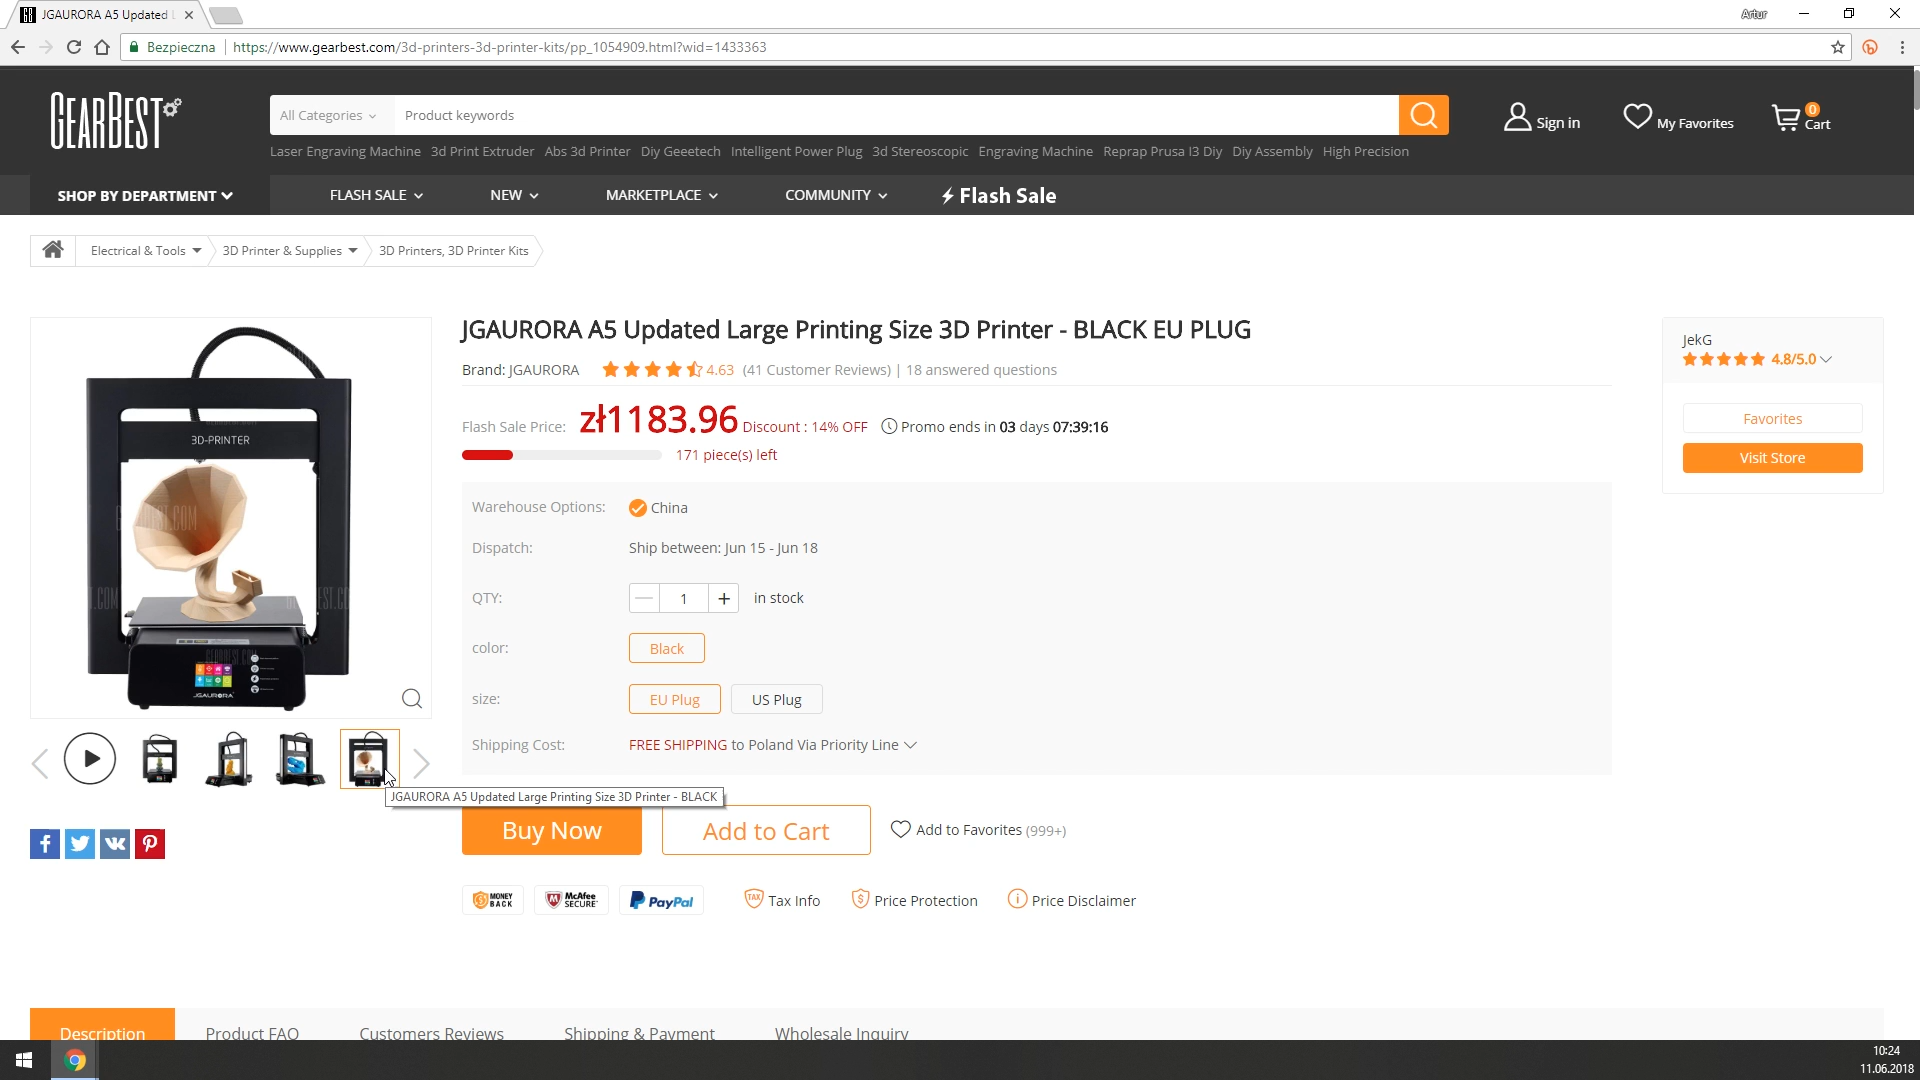 JGAURORA A5 Updated
Artur
Bezpieczna
https://www.gearbest.com/3d-printers-3d-printer-kits/pp_1054909.html?wid=1433363
GEARBEST
All Categories
Product keywords
Sign in
My Favorites
0
Cart
Laser Engraving Machine 3d Print Extruder Abs 3d Printer Diy Geeetech Intelligent Power Plug 3d Stereoscopic Engraving Machine Reprap Prusa I3 Diy Diy Assembly High Precision
SHOP BY DEPARTMENT
FLASH SALE
NEW
MARKETPLACE
COMMUNITY
Flash Sale
Electrical & Tools
3D Printer & Supplies
3D Printers, 3D Printer Kits
3D-PRINTER
JGAURORA
JGAURORA A5 Updated Large Printing Size 3D Printer - BLACK EU PLUG
Brand: JGAURORA 4.63 (41 Customer Reviews) | 18 answered questions
Flash Sale Price: zł1183.96 Discount : 14% OFF Promo ends in 03 days 07:39:16
171 piece(s) left
Warehouse Options: China
Dispatch: Ship between: Jun 15 - Jun 18
QTY: 1 + in stock
color: Black
size: EU Plug US Plug
Shipping Cost: FREE SHIPPING to Poland Via Priority Line
JGAURORA A5 Updated Large Printing Size 3D Printer - BLACK
Buy Now
Add to Cart
Add to Favorites (999+)
MONEY BACK
McAfee SECURE
PayPal
TAX
Tax Info
Price Protection
Price Disclaimer
JekG
4.8/5.0
Favorites
Visit Store
Description
Product FAQ
Customers Reviews
Shipping & Payment
Wholesale Inquiry
10:24
11.06.2018